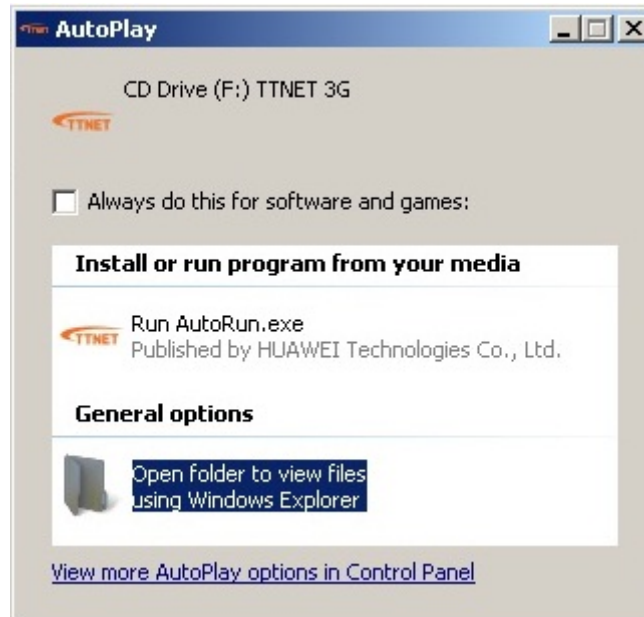 AutoPlay
CD Drive (F:) TTNET 3G
TTNET
Always do this for software and games:
Install or run program from your media
TTNET
Run AutoRun.exe
Published by HUAWEI Technologies Co., Ltd.
General options
Open folder to view files
using Windows Explorer
View more AutoPlay options in Control Panel